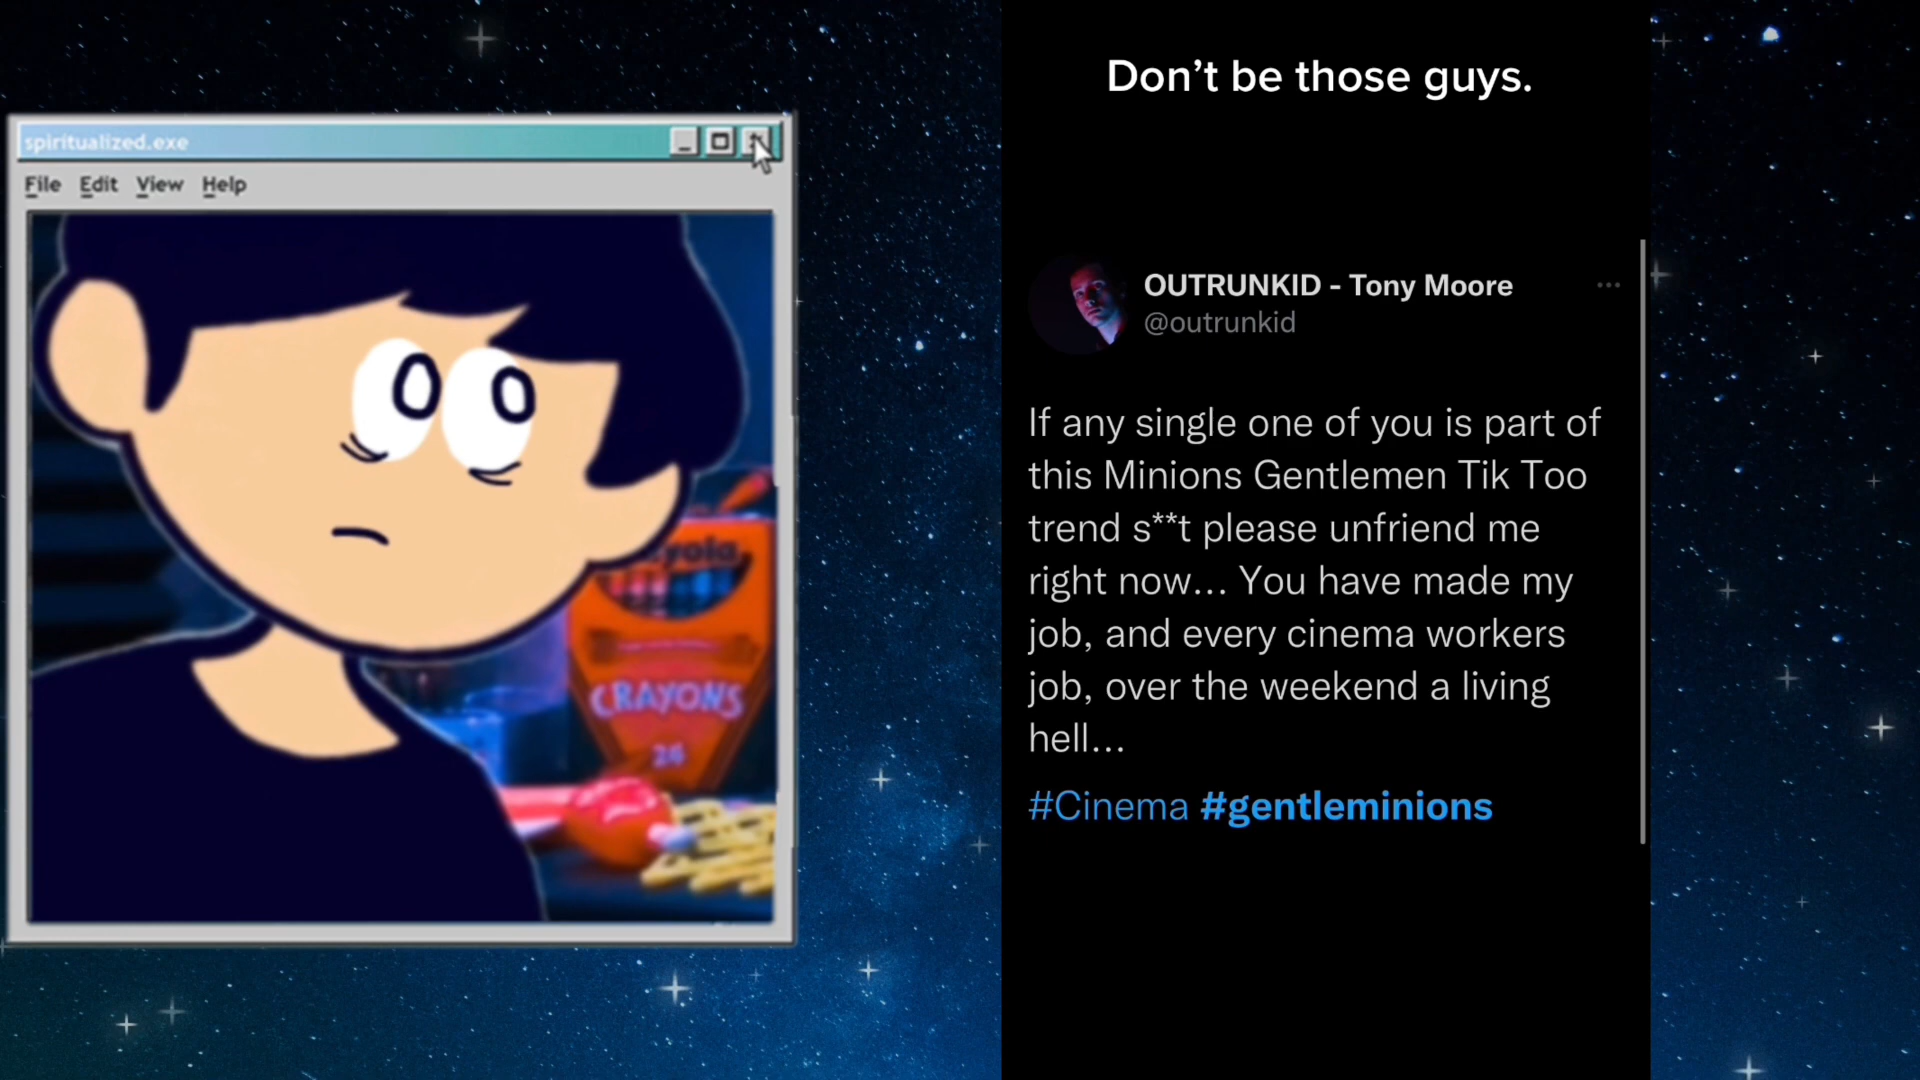 spiritualized.exe
File Edit View Help
CRAYONS
24
Don't be those guys.
OUTRUNKID - Tony Moore
@outrunkid
If any single one of you is part of
this Minions Gentlemen Tik Too
trend s**t please unfriend me
right now... You have made my
job, and every cinema workers
job, over the weekend a living
hell...
#Cinema #gentleminions